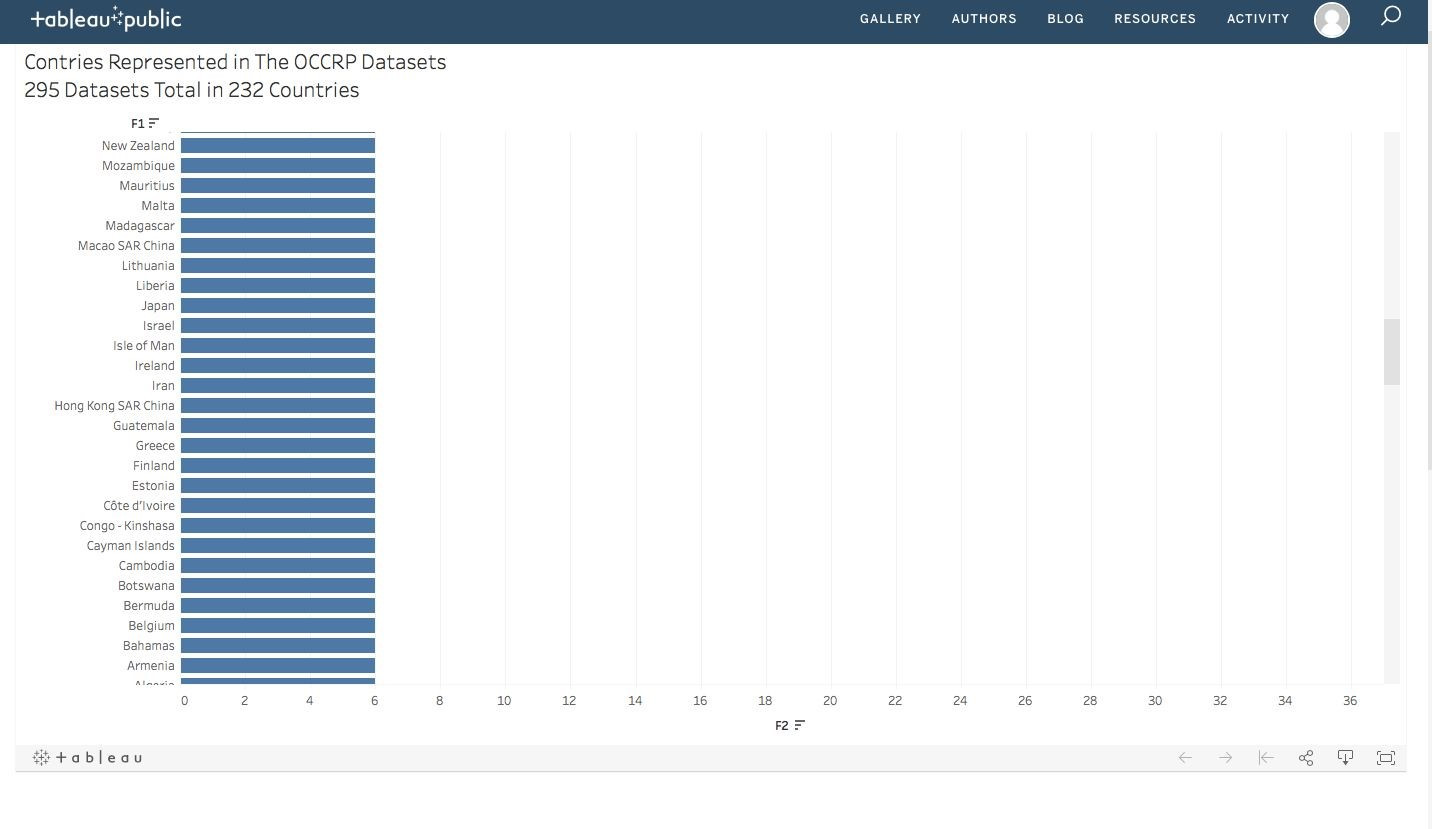 +ableau public
GALLERY AUTHORS BLOG RESOURCES ACTIVITY
Contries Represented in The OCCRP Datasets
295 Datasets Total in 232 Countries
F1
New Zealand
Mozambique
Mauritius
Malta
Madagascar
Macao SAR China
Lithuania
Liberia
Japan
Israel
Isle of Man
Ireland
Iran
Hong Kong SAR China
Guatemala
Greece
Finland
Estonia
Côte d'Ivoire
Congo - Kinshasa
Cayman Islands
Cambodia
Botswana
Bermuda
Belgium
Bahamas
Armenia
Algeria
0 2 4 6 8 10 12 14 16 18 20 22 24 26 28 30 32 34 36
F2
+ableau